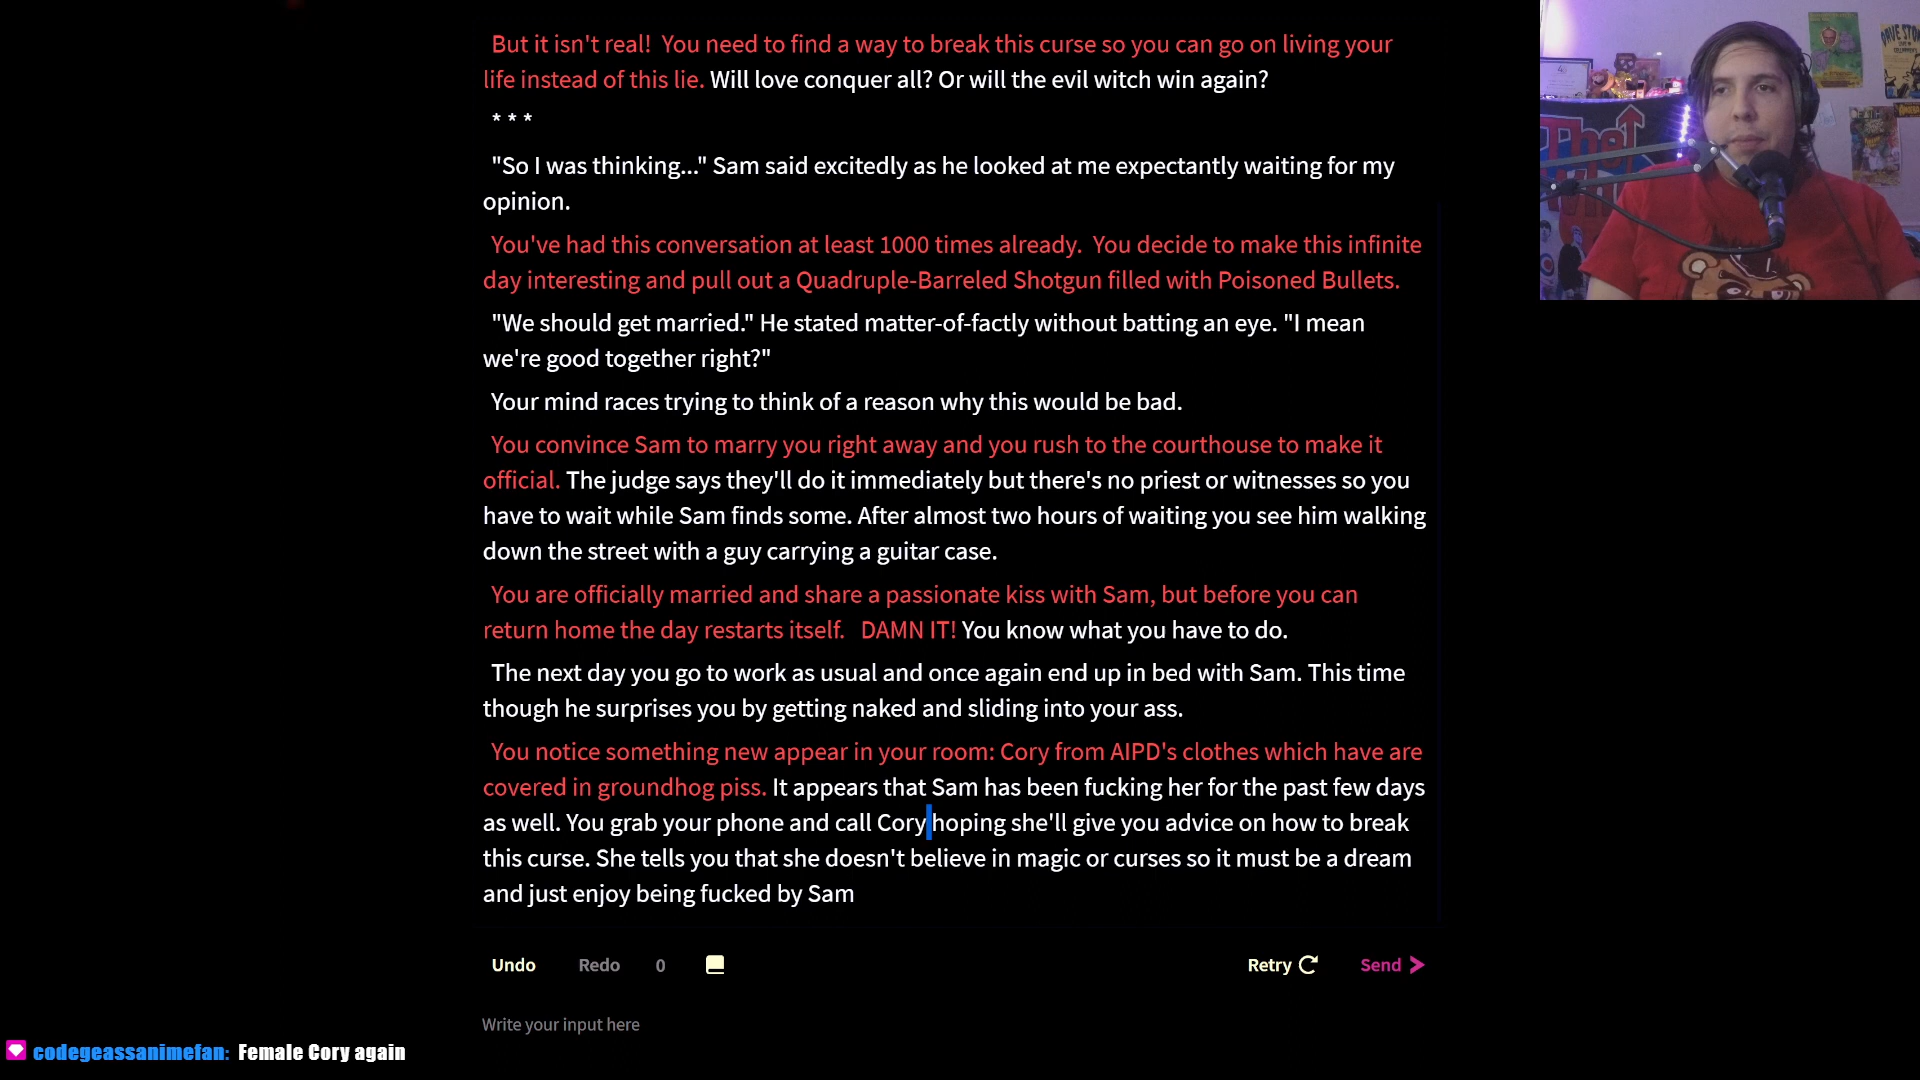 But it isn't real!  You need to find a way to break this curse so you can go on living your
life instead of this lie. Will love conquer all? Or will the evil witch win again?
* * *
"So I was thinking..." Sam said excitedly as he looked at me expectantly waiting for my
opinion.
You've had this conversation at least 1000 times already.  You decide to make this infinite
day interesting and pull out a Quadruple-Barreled Shotgun filled with Poisoned Bullets.
"We should get married." He stated matter-of-factly without batting an eye. "I mean
we're good together right?"
Your mind races trying to think of a reason why this would be bad.
You convince Sam to marry you right away and you rush to the courthouse to make it
official. The judge says they'll do it immediately but there's no priest or witnesses so you
have to wait while Sam finds some. After almost two hours of waiting you see him walking
down the street with a guy carrying a guitar case.
You are officially married and share a passionate kiss with Sam, but before you can
return home the day restarts itself.   DAMN IT! You know what you have to do.
The next day you go to work as usual and once again end up in bed with Sam. This time
though he surprises you by getting naked and sliding into your ass.
You notice something new appear in your room: Cory from AIPD's clothes which have are
covered in groundhog piss. It appears that Sam has been fucking her for the past few days
as well. You grab your phone and call Cory hoping she'll give you advice on how to break
this curse. She tells you that she doesn't believe in magic or curses so it must be a dream
and just enjoy being fucked by Sam
Undo Redo 0 Retry Send
Write your input here
codegeassanimefan: Female Cory again